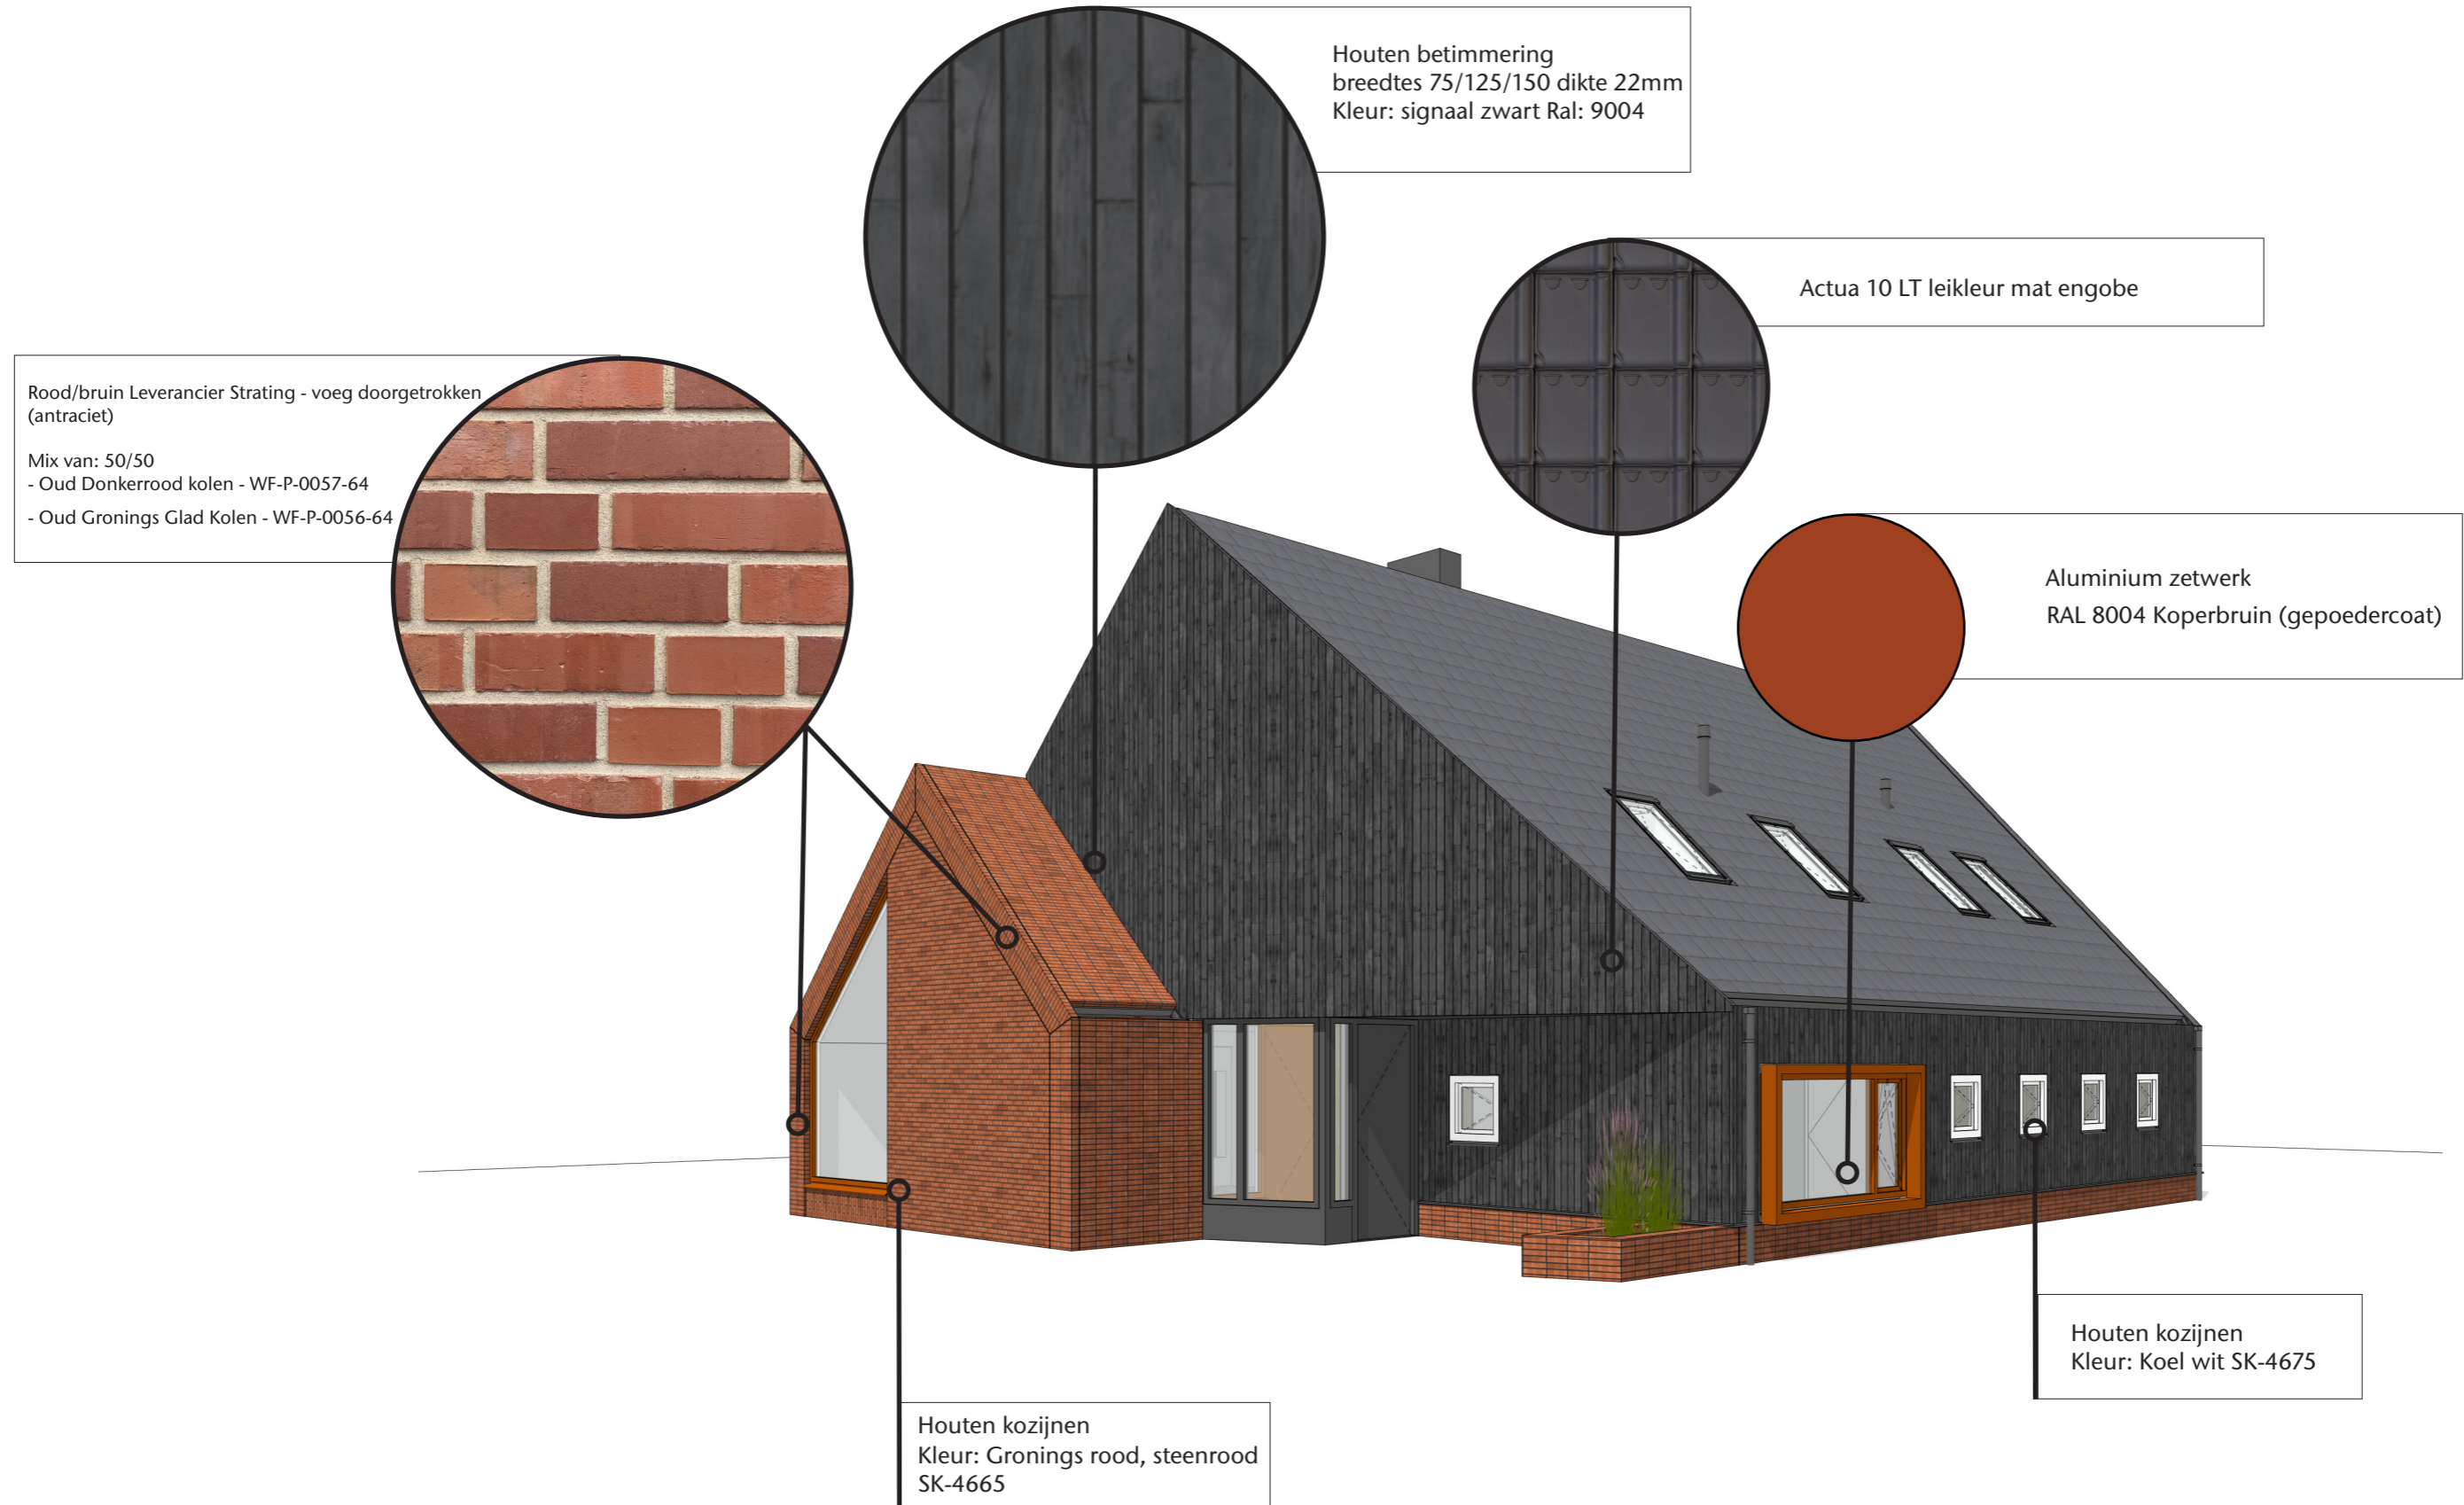 Houten betimmering
breedtes 75/125/150 dikte 22mm
Kleur: signaal zwart Ral: 9004
Actua 10 LT leikleur mat engobe
Rood/bruin Leverancier Strating - voeg doorgetrokken
(antraciet)
Mix van: 50/50
- Oud Donkerrood kolen - WF-P-0057-64
- Oud Gronings Glad Kolen - WF-P-0056-64
Aluminium zetwerk
RAL 8004 Koperbruin (gepoedercoat)
Houten kozijnen
Kleur: Koel wit SK-4675
Houten kozijnen
Kleur: Gronings rood, steenrood
SK-4665